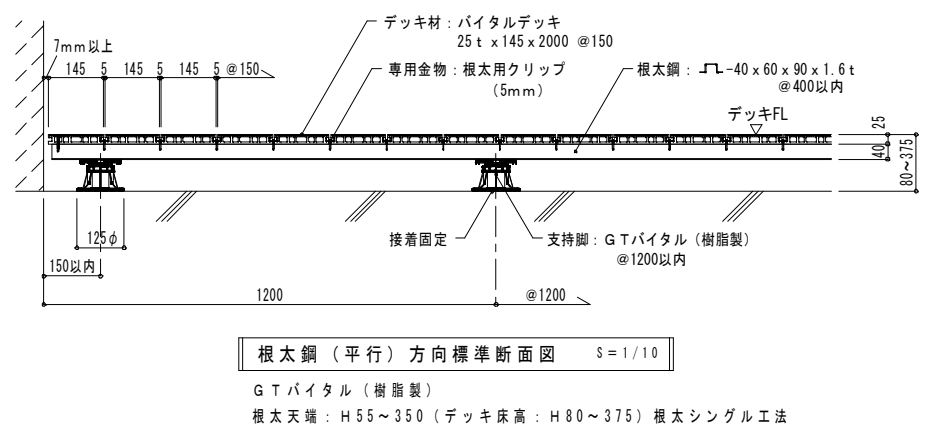 デッキ材：バイタルデッキ
25ｔｘ145ｘ2000 @150
7mm以上
145 5 145 5 145 5 @150
専用金物：根太用クリップ
（5mm）
根太鋼： -40ｘ60ｘ90ｘ1.6ｔ
@400以内
デッキFL
25
40
80～375
接着固定
支持脚：ＧＴバイタル（樹脂製）
@1200以内
125φ
150以内
1200
@1200
根太鋼（平行）方向標準断面図 S=1/10
ＧＴバイタル（樹脂製）
根太天端：H55～350（デッキ床高：H80～375）根太シングル工法